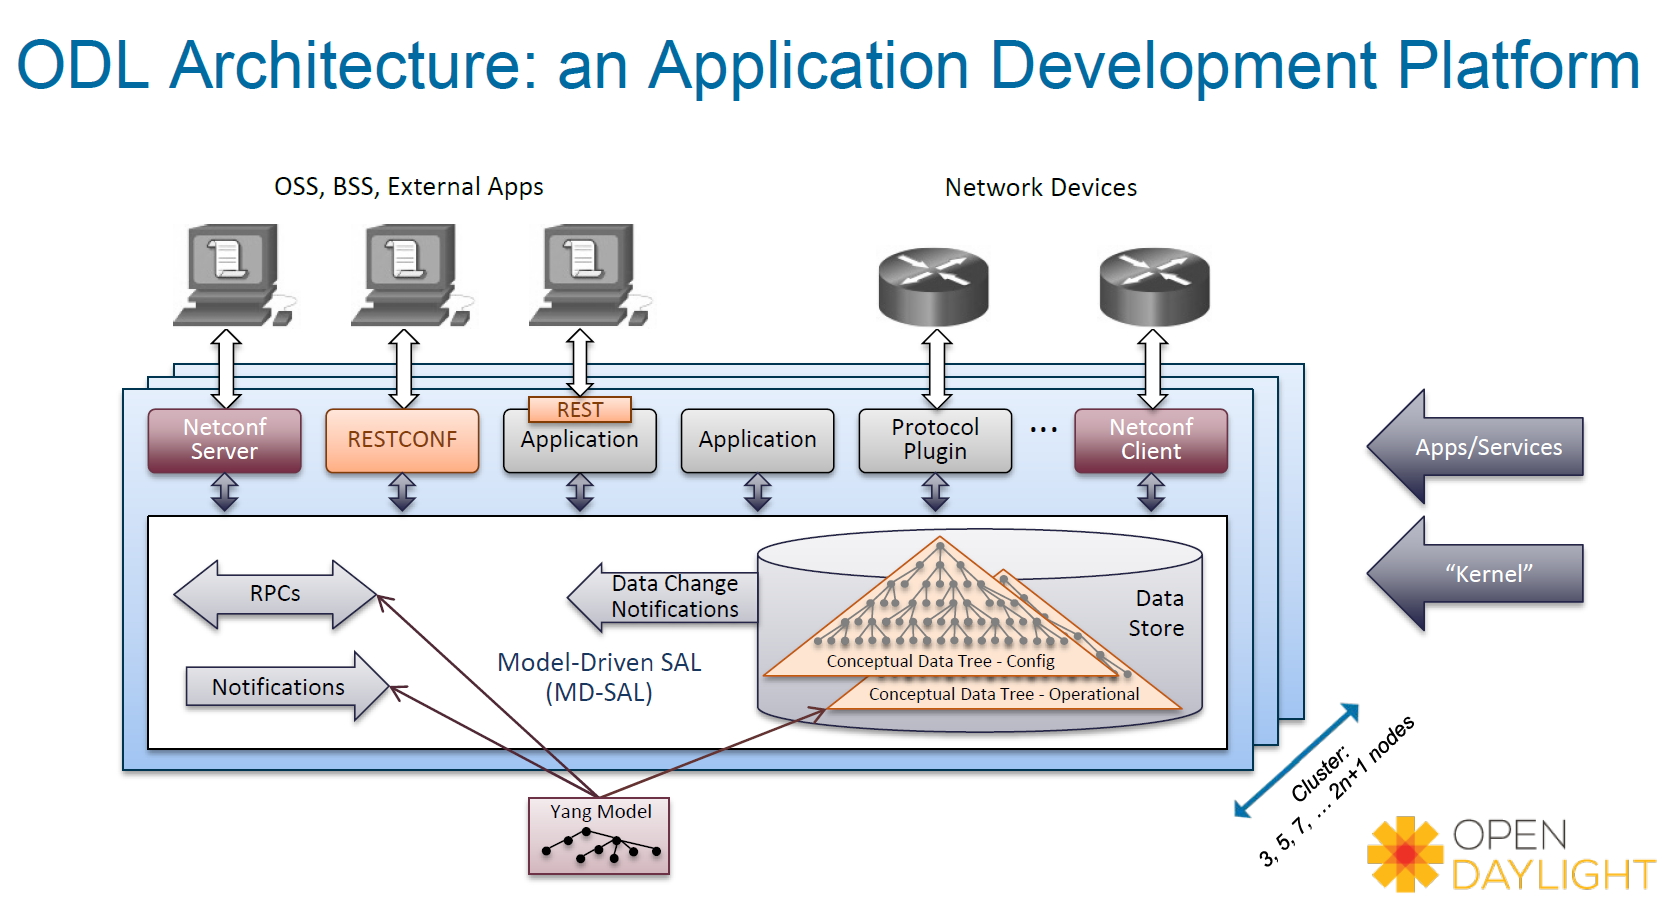 ODL Architecture: an Application Development Platform
OSS, BSS, External Apps
Network Devices
Netconf
Server
RESTCONF
REST
Application
Application
Protocol
Plugin
...
Netconf
Client
Apps/Services
RPCs
Data Change
Notifications
Data
Store
“Kernel”
Notifications
Model-Driven SAL
(MD-SAL)
Conceptual Data Tree - Config
Conceptual Data Tree - Operational
Yang Model
Cluster:
3, 5, 7, ... 2n+1 nodes
OPEN
DAYLIGHT